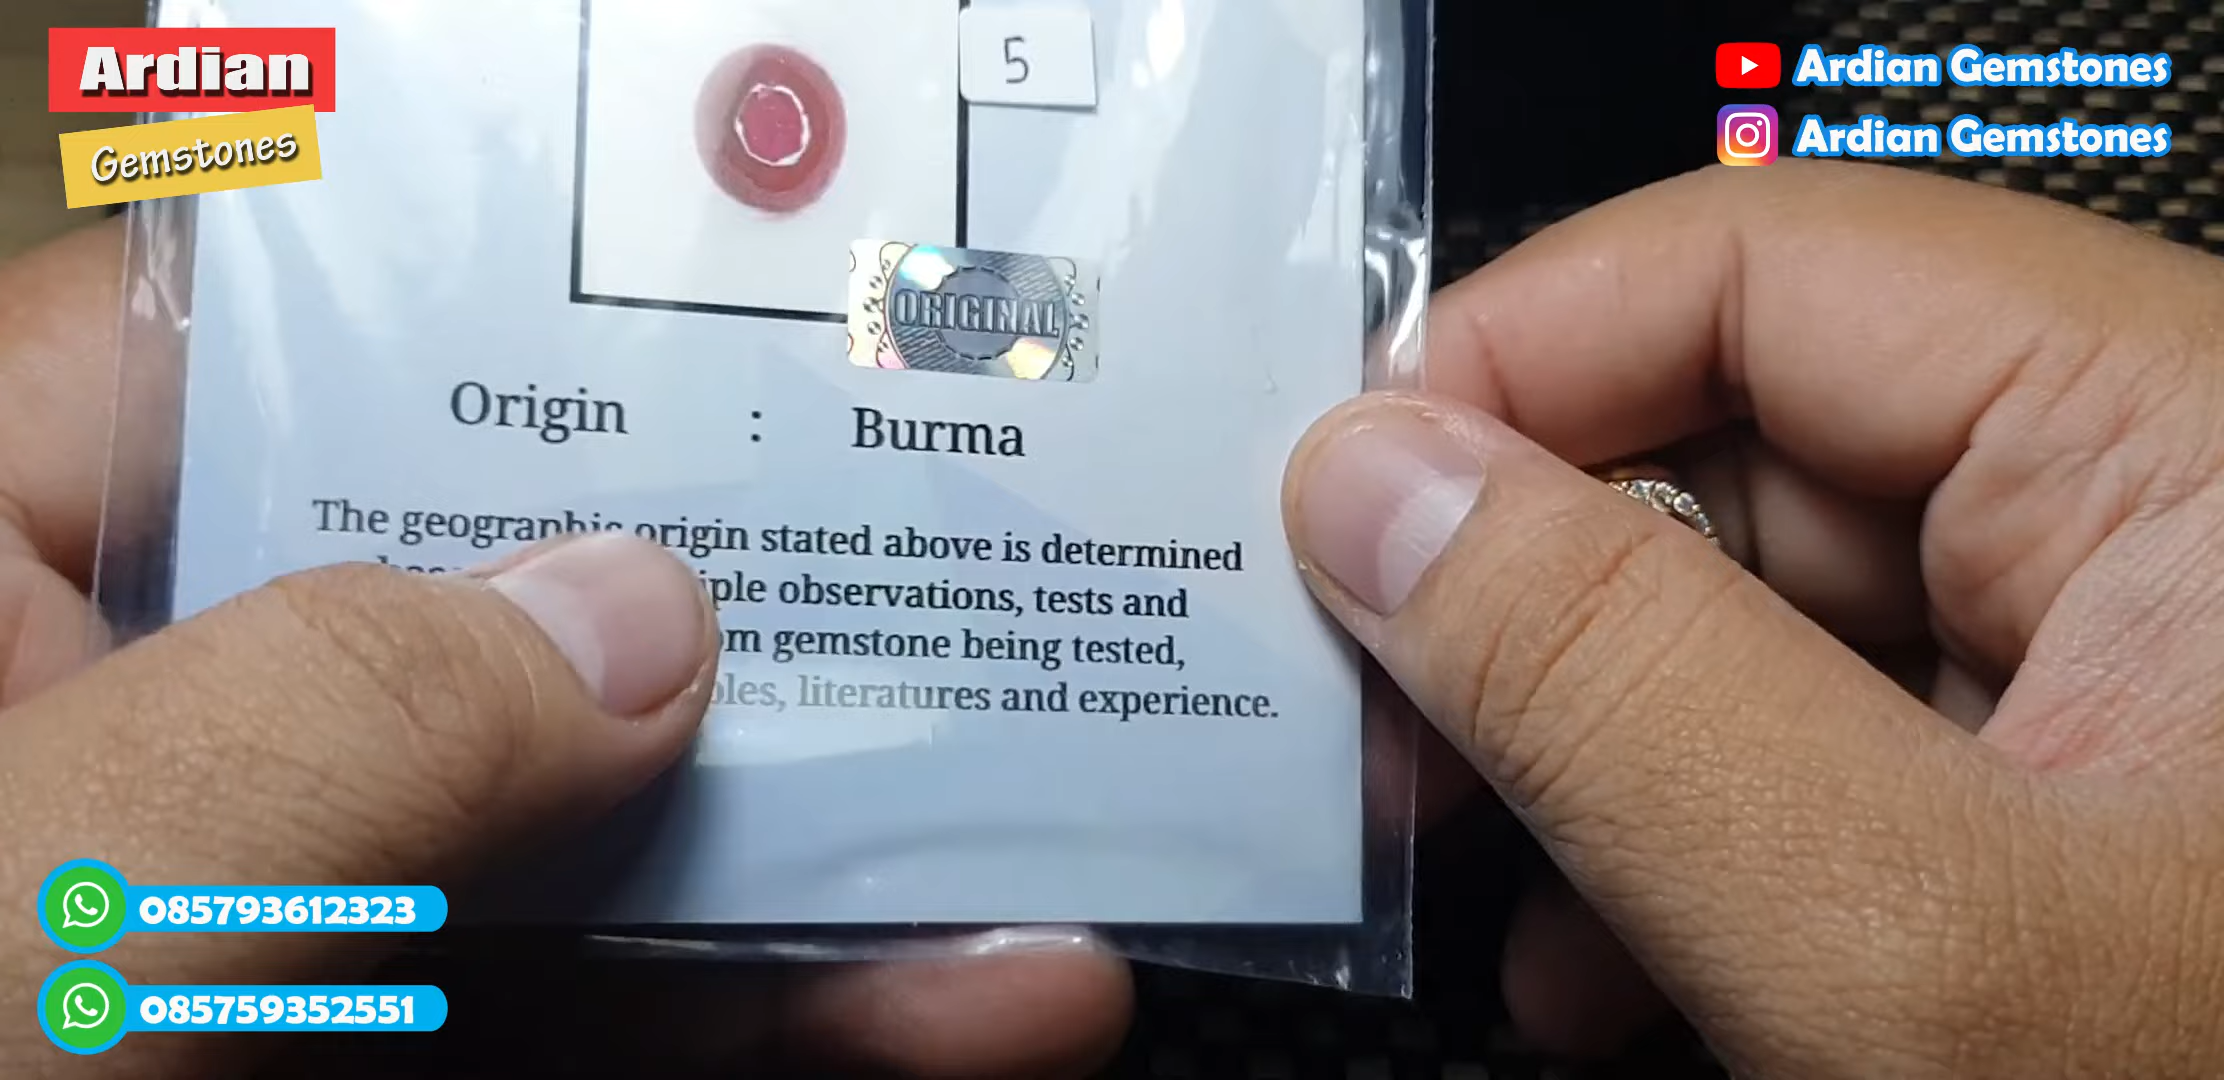 Ardian
Gemstones
Ardian Gemstones
Ardian Gemstones
5
ORIGINAL
Origin : Burma
The geographic origin stated above is determined
observations, tests and
gemstone being tested,
literatures and experience.
085793612323
085759352551